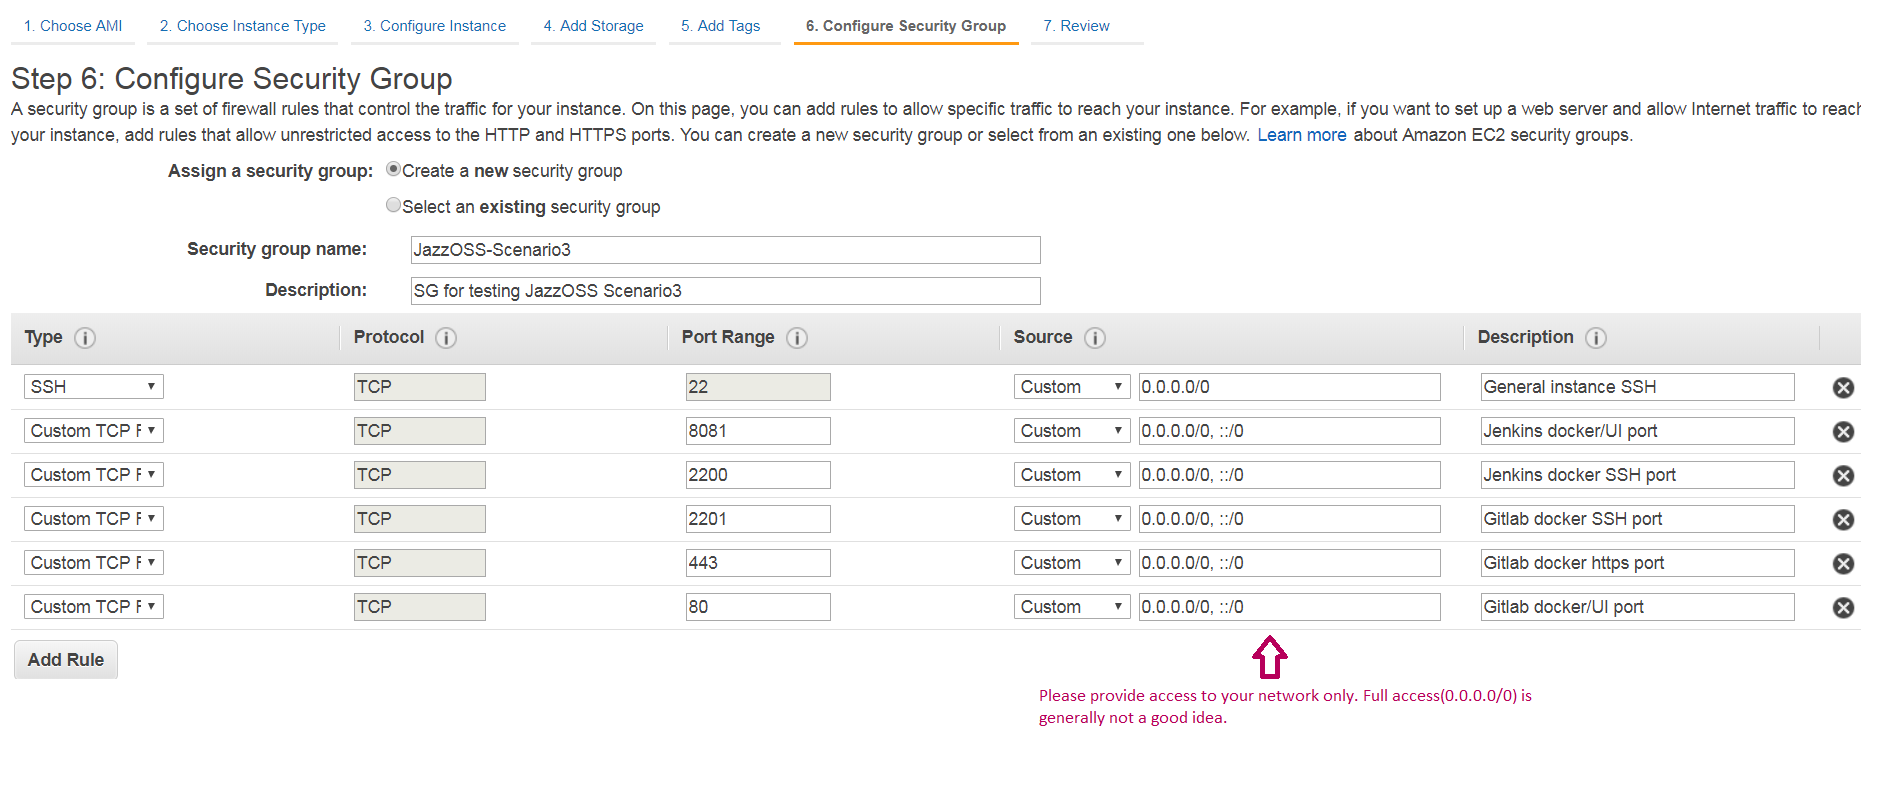 1. Choose AMI 2. Choose Instance Type 3. Configure Instance 4. Add Storage 5. Add Tags 6. Configure Security Group 7. Review
Step 6: Configure Security Group
A security group is a set of firewall rules that control the traffic for your instance. On this page, you can add rules to allow specific traffic to reach your instance. For example, if you want to set up a web server and allow Internet traffic to reach
your instance, add rules that allow unrestricted access to the HTTP and HTTPS ports. You can create a new security group or select from an existing one below. Learn more about Amazon EC2 security groups.
Assign a security group: Create a new security group
Select an existing security group
Security group name: JazzOSS-Scenario3
Description: SG for testing JazzOSS Scenario3
Type i Protocol i Port Range i Source i Description i
SSH TCP 22 Custom 0.0.0.0/0 General instance SSH
Custom TCP F TCP 8081 Custom 0.0.0.0/0, ::/0 Jenkins docker/UI port
Custom TCP F TCP 2200 Custom 0.0.0.0/0, ::/0 Jenkins docker SSH port
Custom TCP F TCP 2201 Custom 0.0.0.0/0, ::/0 Gitlab docker SSH port
Custom TCP F TCP 443 Custom 0.0.0.0/0, ::/0 Gitlab docker https port
Custom TCP F TCP 80 Custom 0.0.0.0/0, ::/0 Gitlab docker/UI port
Add Rule
Please provide access to your network only. Full access(0.0.0.0/0) is
generally not a good idea.